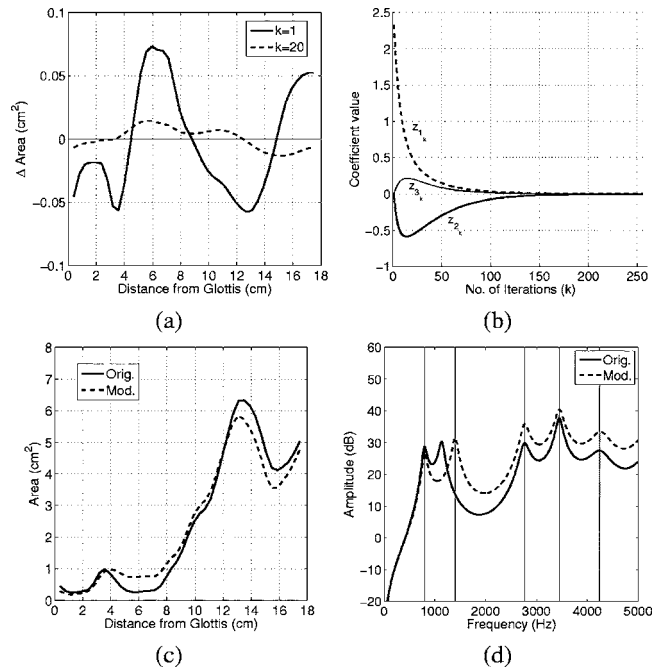 k=1
k=20
0.1
0.05
0
−0.05
−0.1
Δ Area (cm²)
0 2 4 6 8 10 12 14 16 18
Distance from Glottis (cm)
(a)
2.5
2
1.5
1
0.5
0
−0.5
−1
Coefficient value
z1k
z3k
z2k
0 50 100 150 200 250
No. of Iterations (k)
(b)
Orig.
Mod.
8
7
6
5
4
3
2
1
0
Area (cm²)
0 2 4 6 8 10 12 14 16 18
Distance from Glottis (cm)
(c)
Orig.
Mod.
60
50
40
30
20
10
0
−10
−20
Amplitude (dB)
0 1000 2000 3000 4000 5000
Frequency (Hz)
(d)